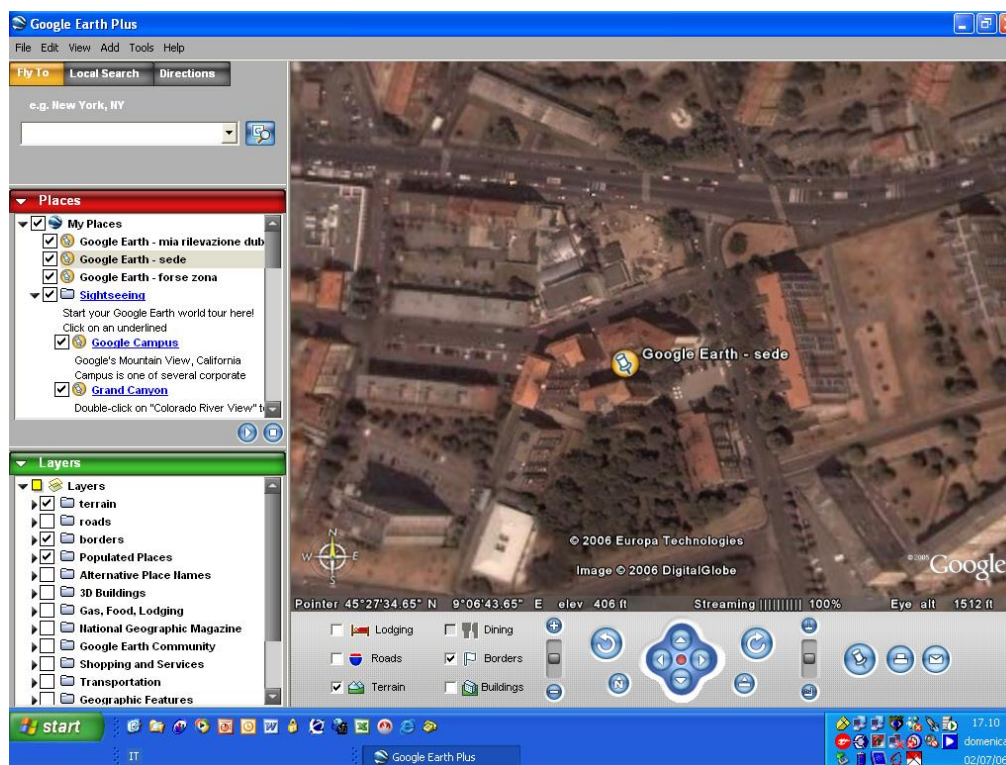 Google Earth Plus
File Edit View Add Tools Help
Fly To Local Search Directions
e.g. New York, NY
Places
My Places
Google Earth - mia rilevazione dub
Google Earth - sede
Google Earth - forse zona
Sightseeing
Start your Google Earth world tour here!
Click on an underlined
Google Campus
Google's Mountain View, California
Campus is one of several corporate
Grand Canyon
Double-click on "Colorado River View" t
Layers
Layers
terrain
roads
borders
Populated Places
Alternative Place Names
3D Buildings
Gas, Food, Lodging
National Geographic Magazine
Google Earth Community
Shopping and Services
Transportation
Geographic Features
Google Earth - sede
N
W E
S
© 2006 Europa Technologies
Image © 2006 DigitalGlobe
©2005 Google
Pointer 45°27'34.65" N 9°06'43.65" E elev 406 ft Streaming |||||||||| 100% Eye alt 1512 ft
Lodging Dining
Roads Borders
Terrain Buildings
N
start
17.10
IT
Google Earth Plus
domenica
02/07/06